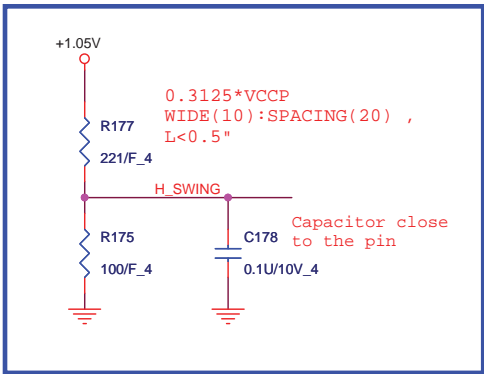 +1.05V
0.3125*VCCP
WIDE(10):SPACING(20) ,
L<0.5"
R177
221/F_4
H_SWING
R175
100/F_4
C178
0.1U/10V_4
Capacitor close
to the pin